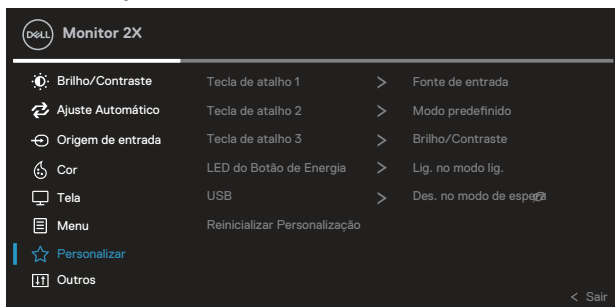 DELL Monitor 2X
Brilho/Contraste Tecla de atalho 1 > Fonte de entrada
Ajuste Automático Tecla de atalho 2 > Modo predefinido
Origem de entrada Tecla de atalho 3 > Brilho/Contraste
Cor LED do Botão de Energia > Lig. no modo lig.
Tela USB > Des. no modo de espera
Menu Reinicializar Personalização
Personalizar
Outros
< Sair